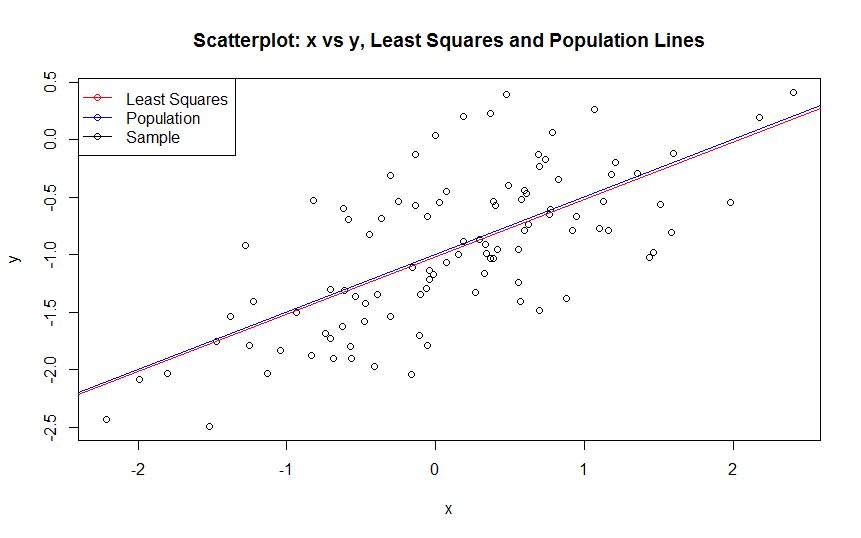 Scatterplot: x vs y, Least Squares and Population Lines
Least Squares
Population
Sample
y
0.5
0.0
-0.5
-1.0
-1.5
-2.0
-2.5
-2 -1 0 1 2
x